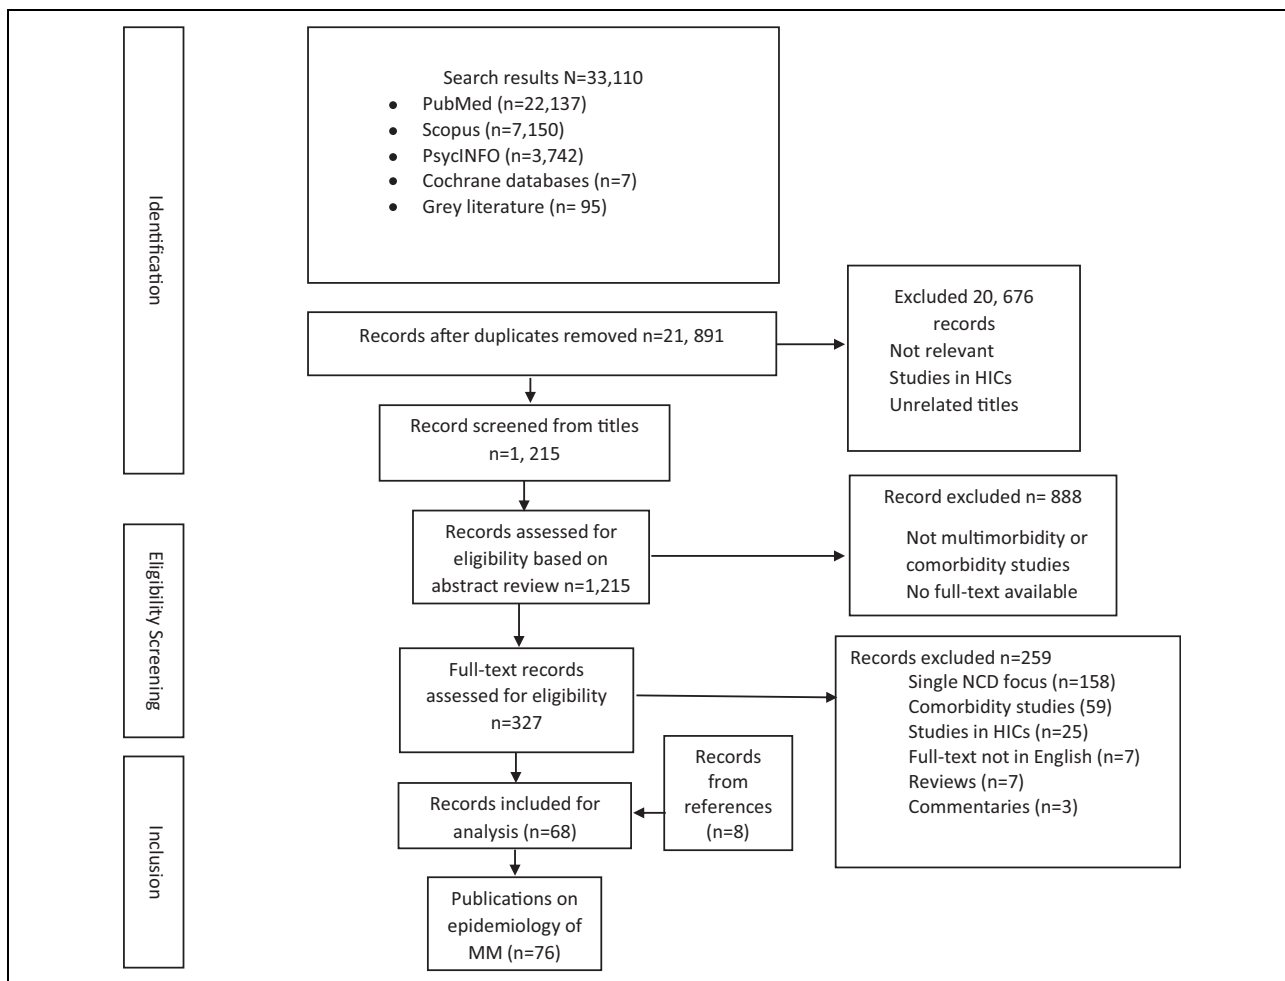 Identification
Search results N=33,110
● PubMed (n=22,137)
● Scopus (n=7,150)
● PsycINFO (n=3,742)
● Cochrane databases (n=7)
● Grey literature (n= 95)
Records after duplicates removed n=21, 891
Excluded 20, 676
records
Not relevant
Studies in HICs
Unrelated titles
Record screened from titles
n=1, 215
Eligibility Screening
Records assessed for
eligibility based on
abstract review n=1,215
Record excluded n= 888
Not multimorbidity or
comorbidity studies
No full-text available
Full-text records
assessed for eligibility
n=327
Records excluded n=259
Single NCD focus (n=158)
Comorbidity studies (59)
Studies in HICs (n=25)
Full-text not in English (n=7)
Reviews (n=7)
Commentaries (n=3)
Inclusion
Records included for
analysis (n=68)
Records
from
references
(n=8)
Publications on
epidemiology of
MM (n=76)